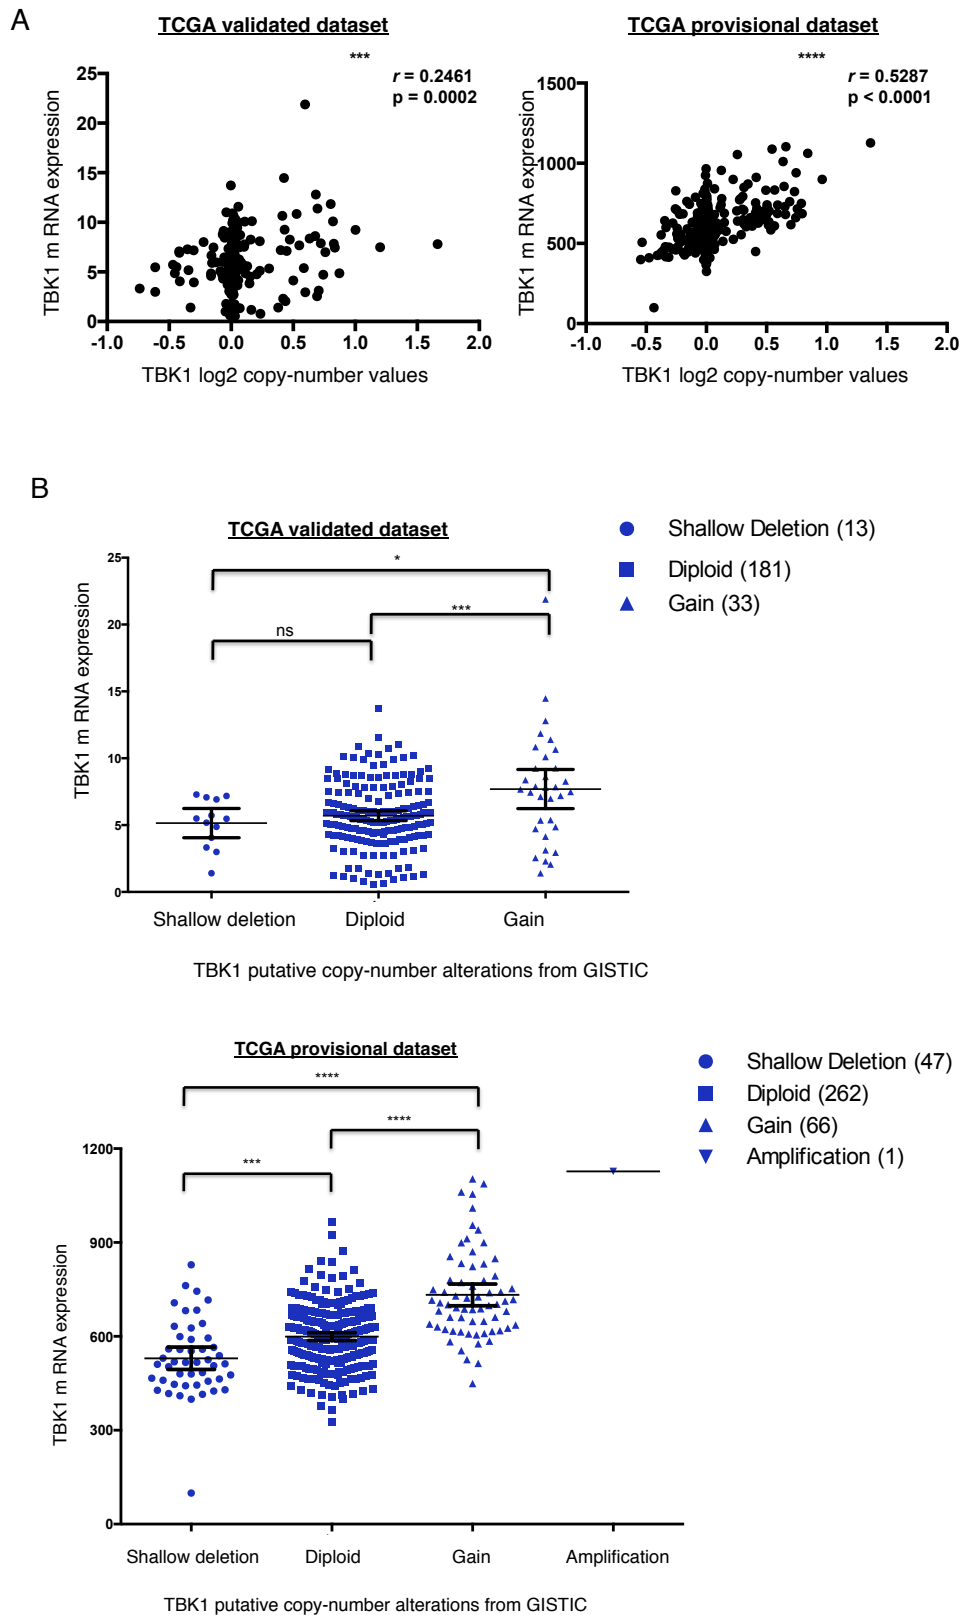 A
TCGA validated dataset
***
r = 0.2461
p = 0.0002
TBK1 m RNA expression
25
20
15
10
5
0
-1.0 -0.5 0.0 0.5 1.0 1.5 2.0
TBK1 log2 copy-number values
TCGA provisional dataset
****
r = 0.5287
p < 0.0001
TBK1 m RNA expression
1500
1000
500
0
-1.0 -0.5 0.0 0.5 1.0 1.5 2.0
TBK1 log2 copy-number values
B
TCGA validated dataset
Shallow Deletion (13)
Diploid (181)
Gain (33)
*
***
ns
TBK1 m RNA expression
25
20
15
10
5
0
Shallow deletion Diploid Gain
TBK1 putative copy-number alterations from GISTIC
TCGA provisional dataset
Shallow Deletion (47)
Diploid (262)
Gain (66)
Amplification (1)
****
****
***
TBK1 m RNA expression
1200
900
600
300
0
Shallow deletion Diploid Gain Amplification
TBK1 putative copy-number alterations from GISTIC